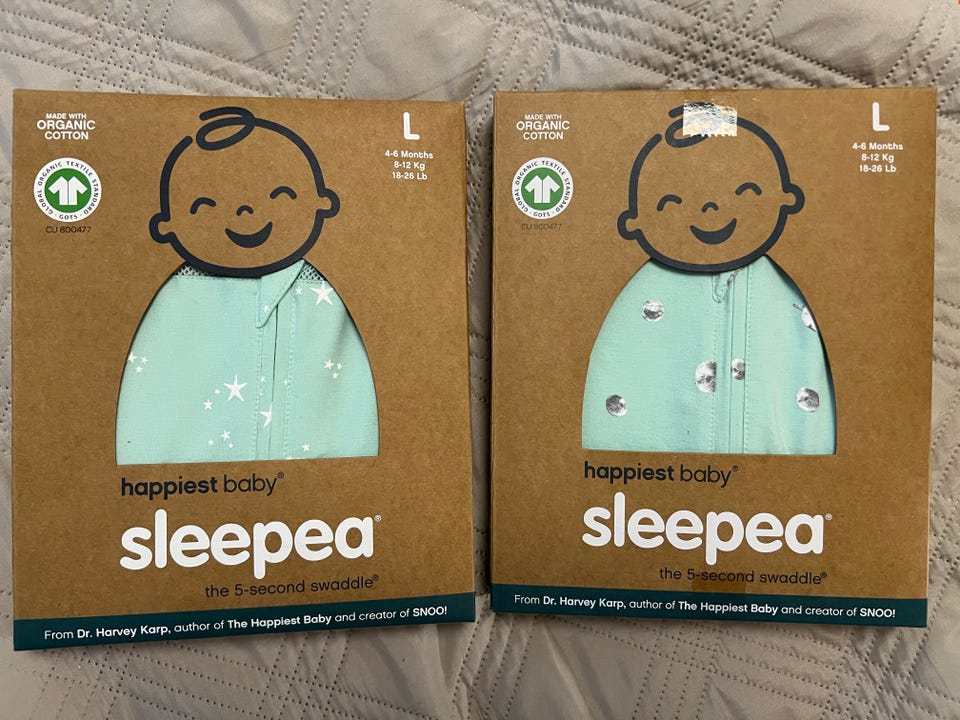 MADE WITH
ORGANIC
COTTON
GLOBAL ORGANIC TEXTILE STANDARD
· GOTS ·
CU 800477
L
4-6 Months
8-12 Kg
18-26 Lb
happiest baby®
sleepea®
the 5-second swaddle®
From Dr. Harvey Karp, author of The Happiest Baby and creator of SNOO!
MADE WITH
ORGANIC
COTTON
GLOBAL ORGANIC TEXTILE STANDARD
· GOTS ·
CU 800477
L
4-6 Months
8-12 Kg
18-26 Lb
happiest baby®
sleepea®
the 5-second swaddle®
From Dr. Harvey Karp, author of The Happiest Baby and creator of SNOO!